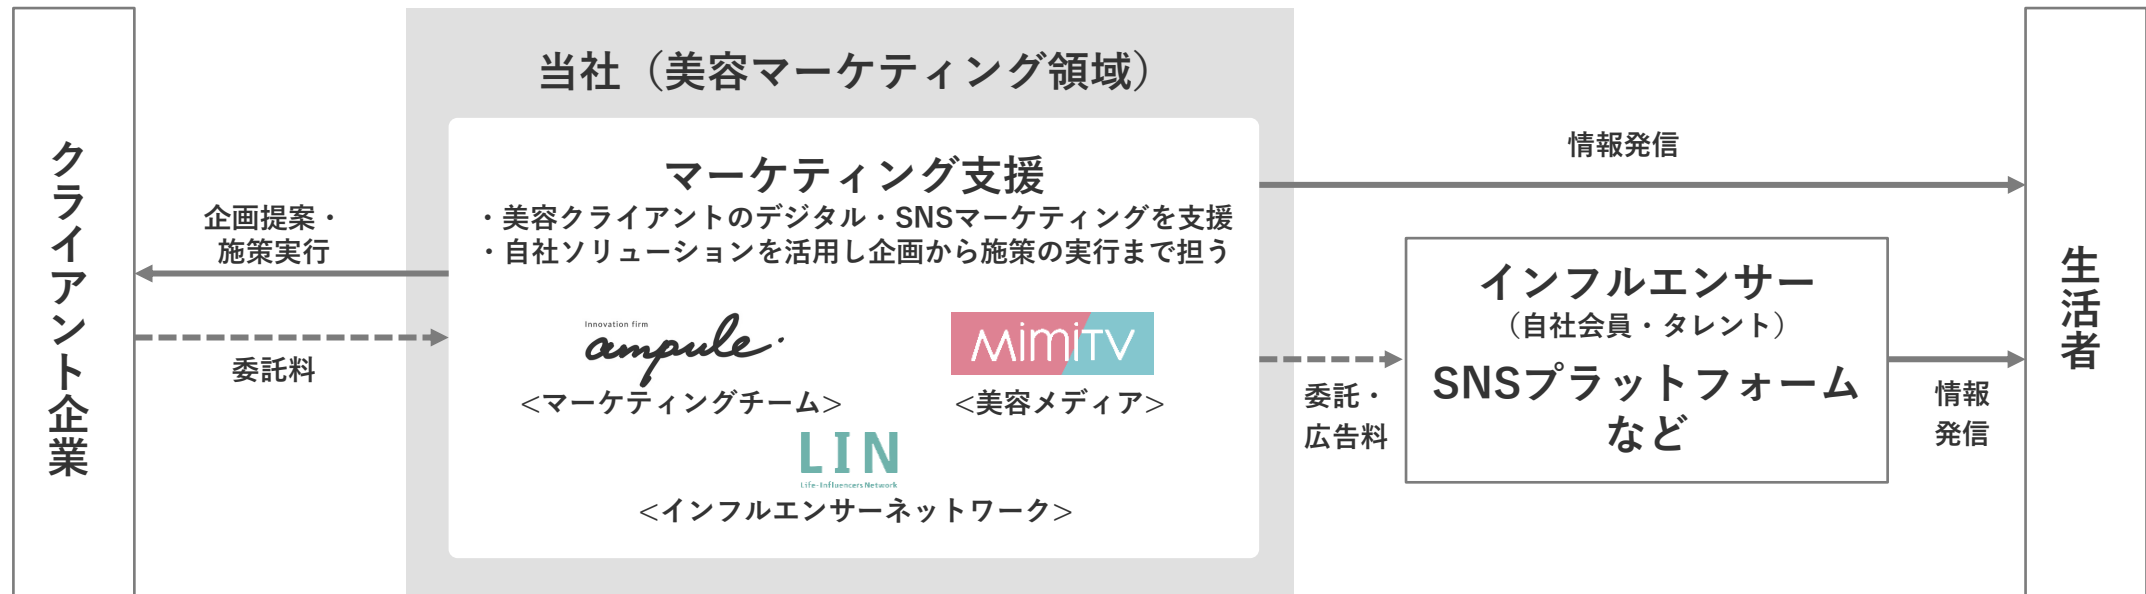 当社（美容マーケティング領域）
クライアント企業
企画提案・
施策実行
委託料
マーケティング支援
・美容クライアントのデジタル・SNSマーケティングを支援
・自社ソリューションを活用し企画から施策の実行まで担う
Innovation firm
ampule.
<マーケティングチーム>
MimiTV
<美容メディア>
LIN
Life-Influencers Network
<インフルエンサーネットワーク>
情報発信
委託・
広告料
インフルエンサー
（自社会員・タレント）
SNSプラットフォーム
など
情報
発信
生活者